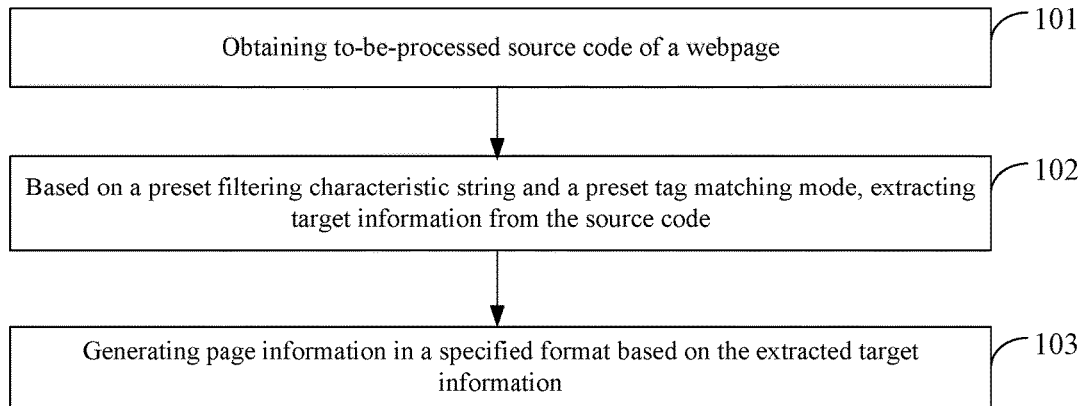 101
Obtaining to-be-processed source code of a webpage
102
Based on a preset filtering characteristic string and a preset tag matching mode, extracting
target information from the source code
103
Generating page information in a specified format based on the extracted target
information